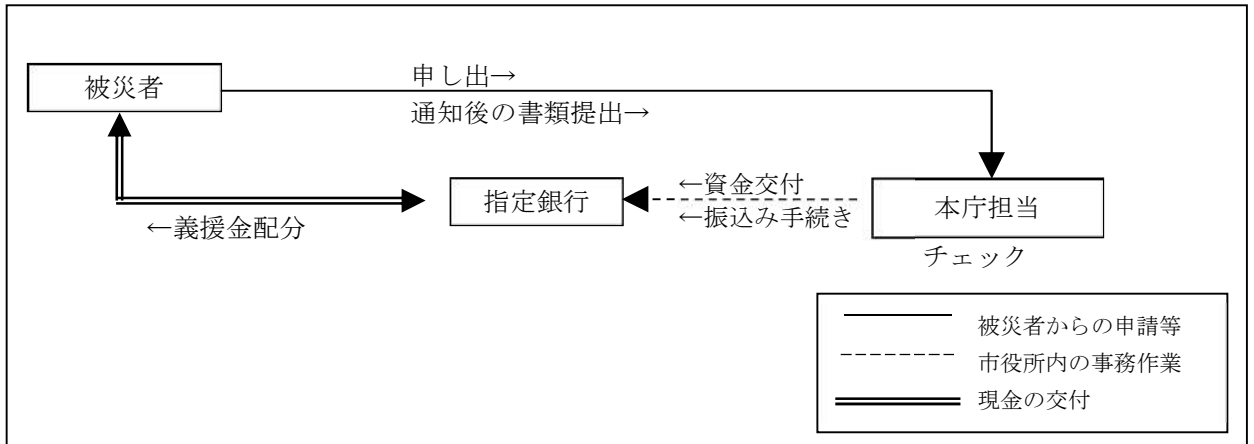 申し出→
被災者
通知後の書類提出→
←資金交付
指定銀行
本庁担当
←振込み手続き
←義援金配分
チェック
被災者からの申請等
市役所内の事務作業
現金の交付